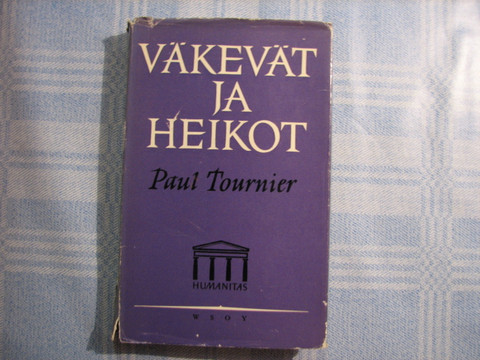 VÄKEVÄT
JA
HEIKOT
Paul Tournier
HUMANITAS
WSOY